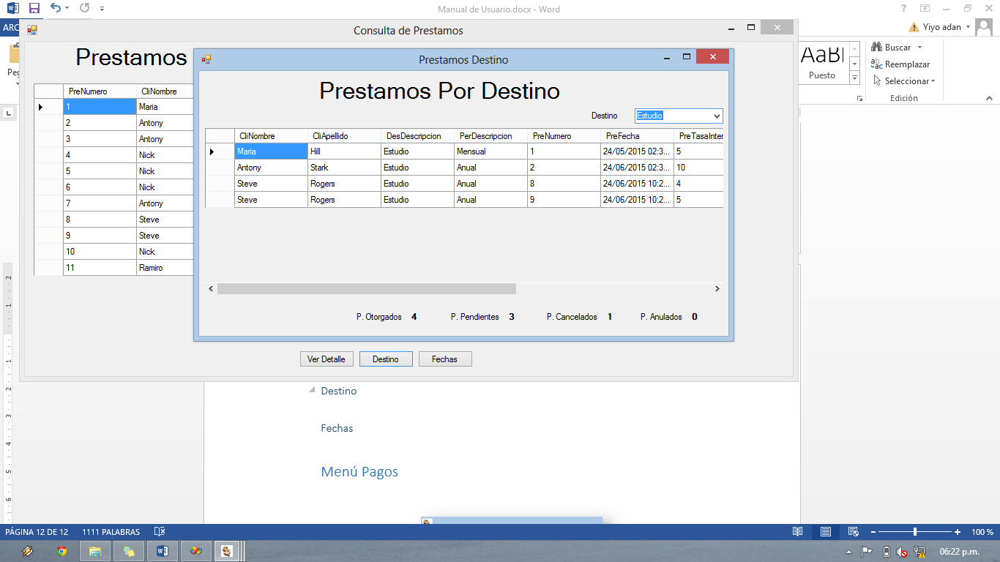 Manual de Usuario.docx - Word
ARC
Yiyo adan
Buscar
Reemplazar
Seleccionar
Edición
AaBl
Puesto
Consulta de Prestamos
Prestamos
PreNumero CliNombre
1 Maria
2 Antony
3 Antony
4 Nick
5 Nick
6 Nick
7 Antony
8 Steve
9 Steve
10 Nick
11 Ramiro
Prestamos Destino
Prestamos Por Destino
Destino Estudio
CliNombre CliApellido DesDescripcion PerDescripcion PreNumero PreFecha PreTasaInter
Maria Hill Estudio Mensual 1 24/05/2015 02:3... 5
Antony Stark Estudio Anual 2 24/06/2015 02:3... 10
Steve Rogers Estudio Anual 8 24/06/2015 10:2... 4
Steve Rogers Estudio Anual 9 24/06/2015 10:2... 5
P. Otorgados 4 P. Pendientes 3 P. Cancelados 1 P. Anulados 0
Ver Detalle Destino Fechas
Destino
Fechas
Menú Pagos
PÁGINA 12 DE 12 1111 PALABRAS 100 %
06:22 p.m.